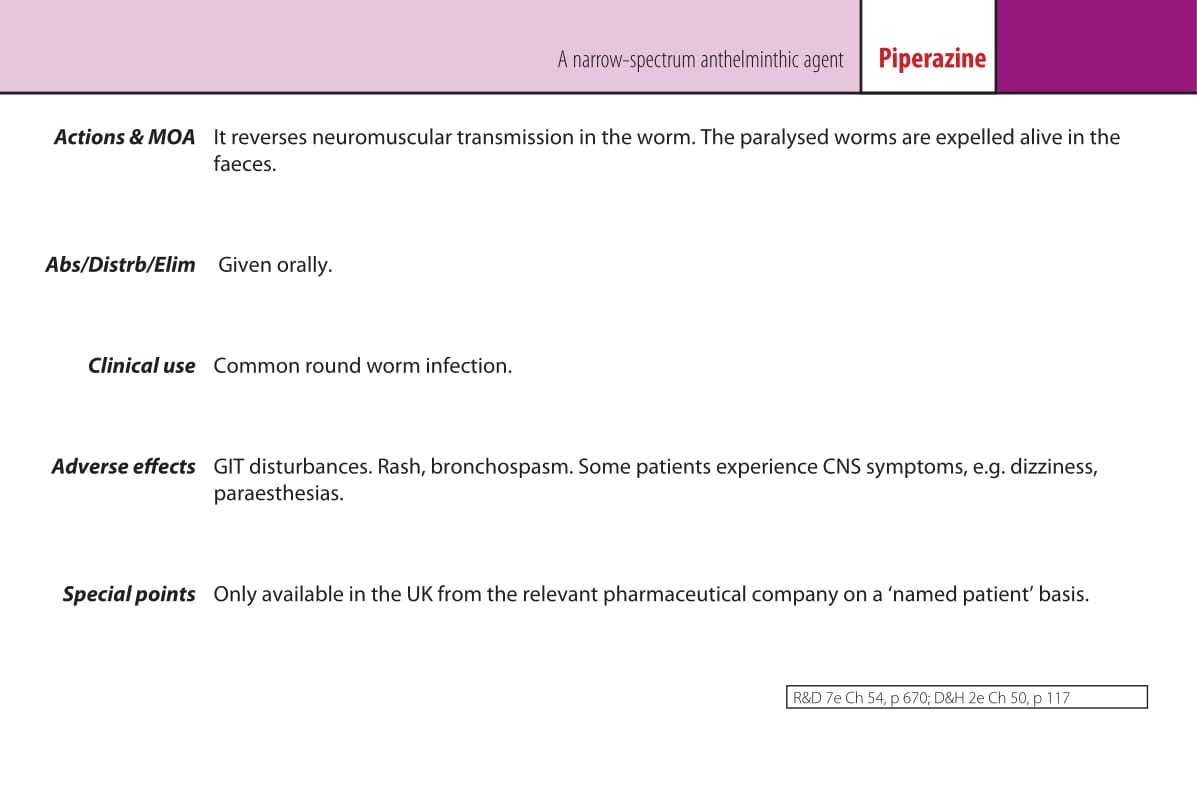 A narrow-spectrum anthelminthic agent Piperazine
Actions & MOA It reverses neuromuscular transmission in the worm. The paralysed worms are expelled alive in the
faeces.
Abs/Distrb/Elim Given orally.
Clinical use Common round worm infection.
Adverse effects GIT disturbances. Rash, bronchospasm. Some patients experience CNS symptoms, e.g. dizziness,
paraesthesias.
Special points Only available in the UK from the relevant pharmaceutical company on a ‘named patient’ basis.
R&D 7e Ch 54, p 670; D&H 2e Ch 50, p 117